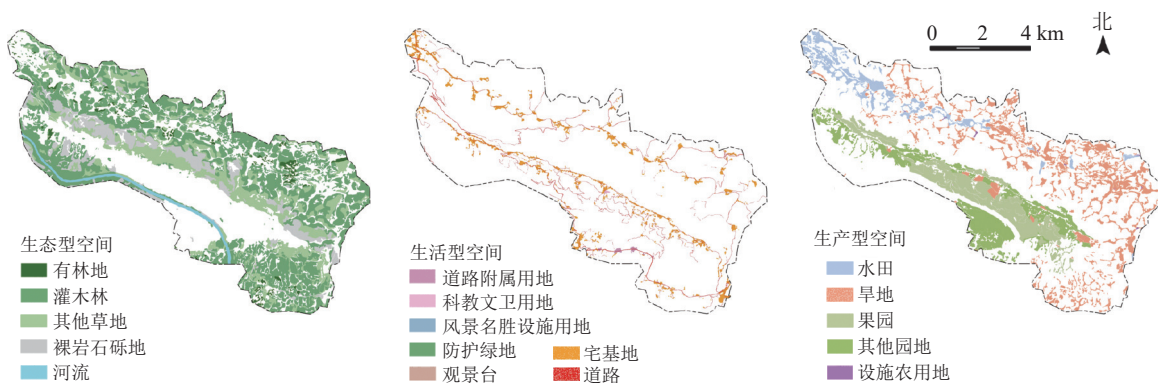 0 2 4 km
北
生态型空间
有林地
灌木林
其他草地
裸岩石砾地
河流
生活型空间
道路附属用地
科教文卫用地
风景名胜设施用地
防护绿地
观景台
宅基地
道路
生产型空间
水田
旱地
果园
其他园地
设施农用地